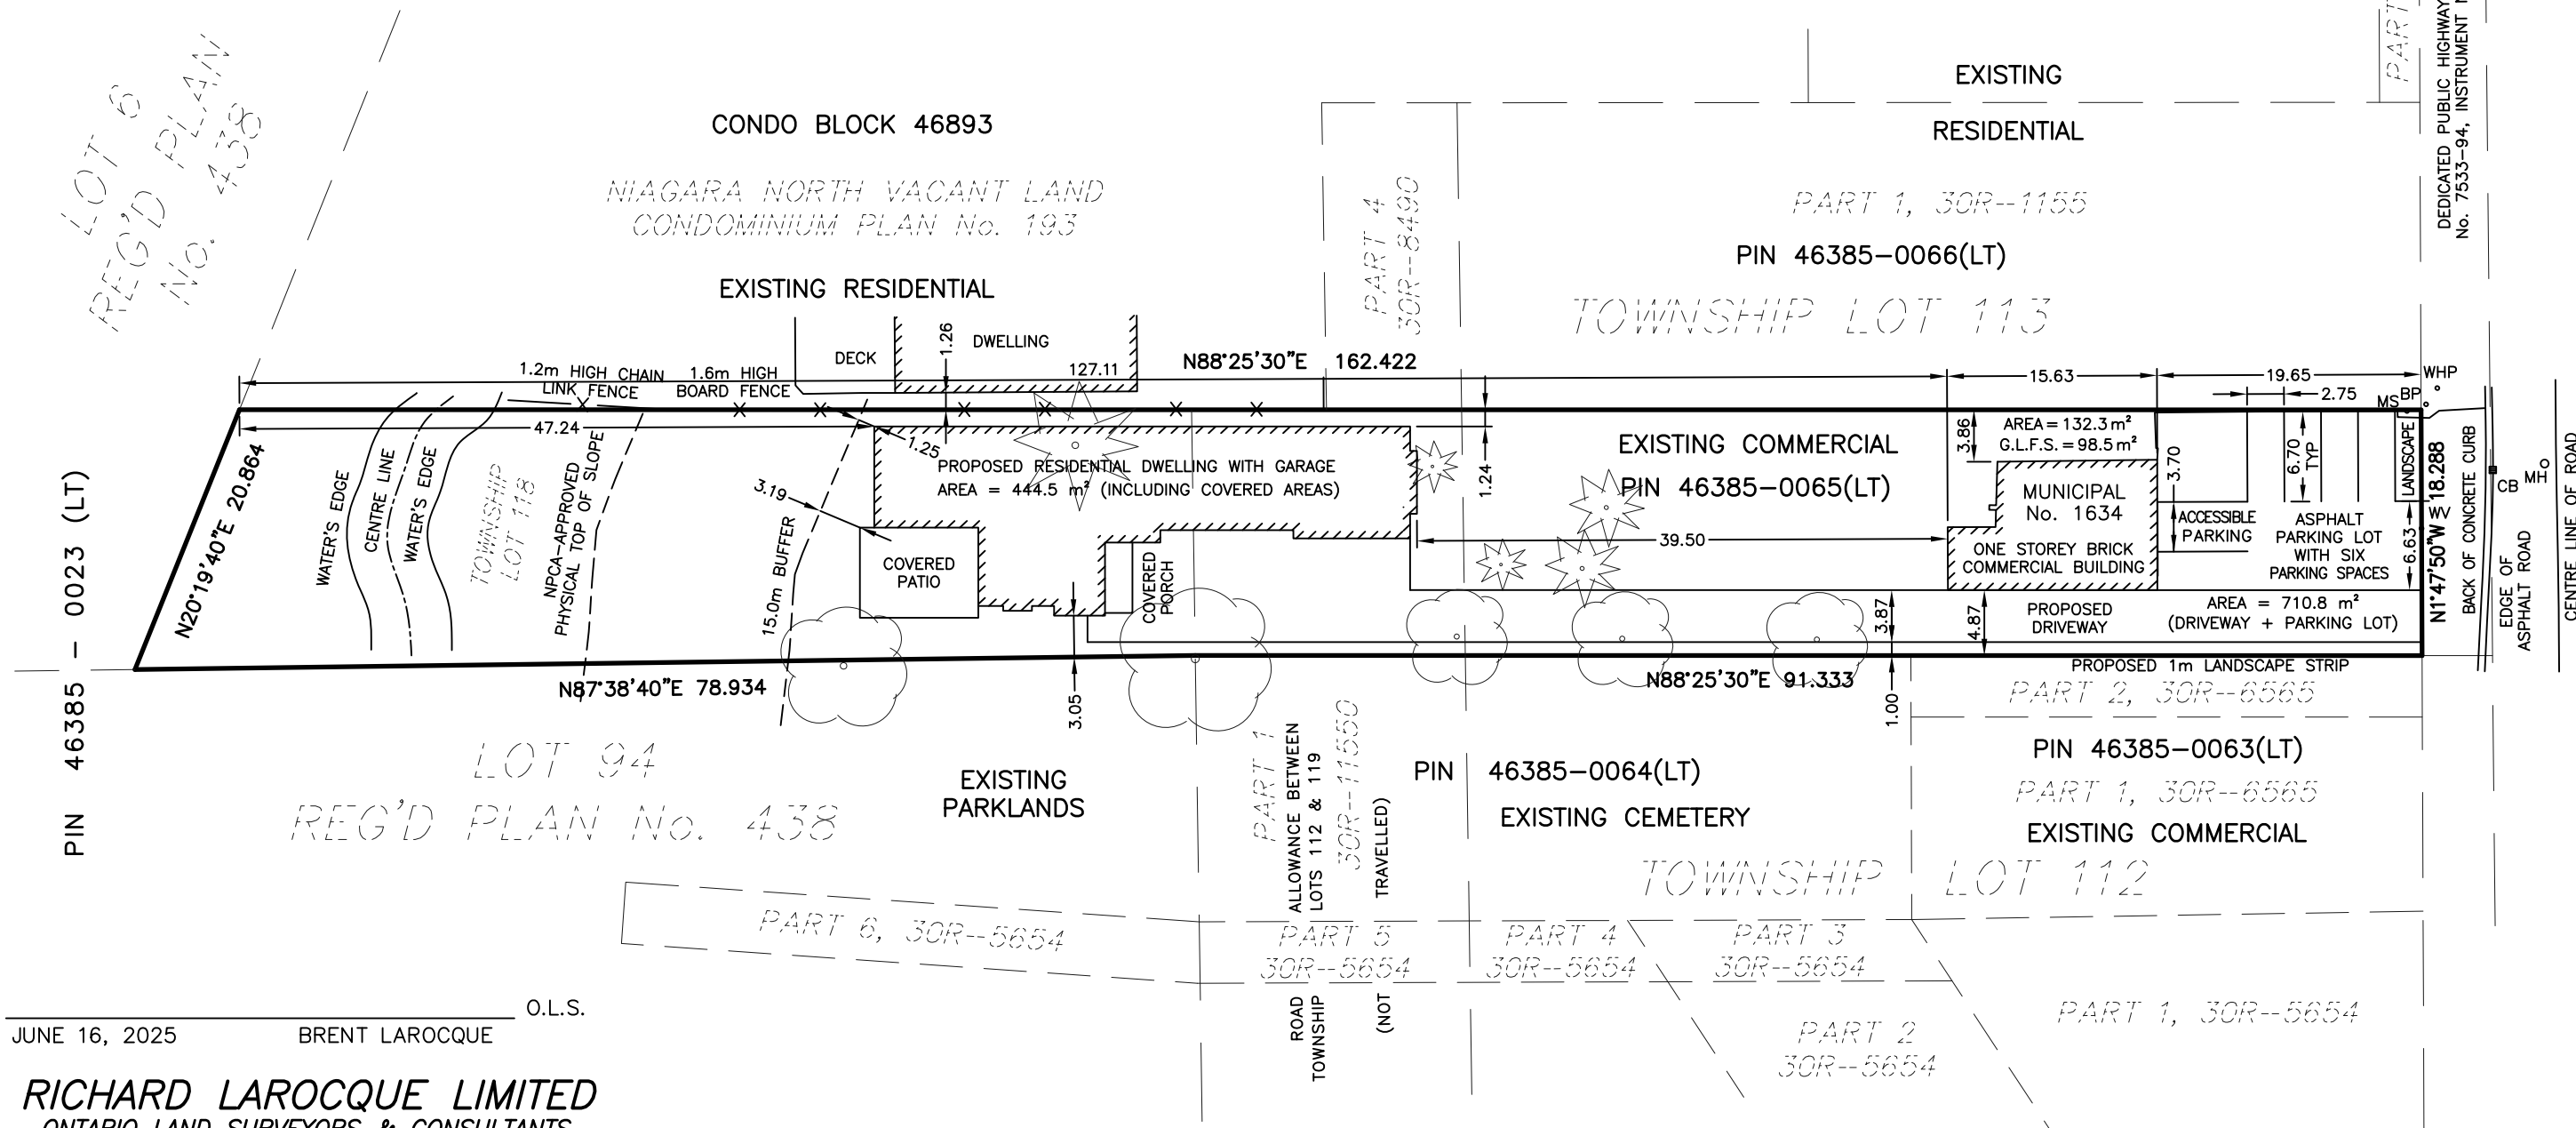 LOT 6
REG'D PLAN
No. 438
CONDO BLOCK 46893
NIAGARA NORTH VACANT LAND
CONDOMINIUM PLAN No. 193
EXISTING RESIDENTIAL
PART 4
30R--8490
EXISTING
RESIDENTIAL
PART 1, 30R--1155
PIN 46385-0066(LT)
TOWNSHIP LOT 113
PART
DEDICATED PUBLIC HIGHWAY
No. 7533-94, INSTRUMENT
DECK
1.26
DWELLING
1.2m HIGH CHAIN
LINK FENCE
1.6m HIGH
BOARD FENCE
127.11
N88°25'30"E 162.422
15.63
19.65
WHP
2.75
MS
BP
47.24
1.25
N20°19'40"E 20.864
WATER'S EDGE
CENTRE LINE
WATER'S EDGE
TOWNSHIP
LOT 118
NPCA-APPROVED
PHYSICAL TOP OF SLOPE
3.19
15.0m BUFFER
PROPOSED RESIDENTIAL DWELLING WITH GARAGE
AREA = 444.5 m² (INCLUDING COVERED AREAS)
COVERED
PATIO
COVERED
PORCH
1.24
EXISTING COMMERCIAL
PIN 46385-0065(LT)
39.50
3.86
AREA = 132.3 m²
G.L.F.S. = 98.5 m²
MUNICIPAL
No. 1634
ONE STOREY BRICK
COMMERCIAL BUILDING
3.70
6.70
TYP
LANDSCAPE
ACCESSIBLE
PARKING
ASPHALT
PARKING LOT
WITH SIX
PARKING SPACES
6.63
WV
N1°47'50"W 18.288
BACK OF CONCRETE CURB
CB
MH
EDGE OF
ASPHALT ROAD
CENTRE LINE OF ROAD
3.87
4.87
PROPOSED
DRIVEWAY
AREA = 710.8 m²
(DRIVEWAY + PARKING LOT)
PROPOSED 1m LANDSCAPE STRIP
N87°38'40"E 78.934
3.05
N88°25'30"E 91.333
1.00
PIN 46385 - 0023 (LT)
LOT 94
REG'D PLAN No. 438
EXISTING
PARKLANDS
PART 1
30R--11550
ROAD ALLOWANCE BETWEEN
TOWNSHIP LOTS 112 & 119
(NOT TRAVELLED)
PIN 46385-0064(LT)
EXISTING CEMETERY
PART 2, 30R--6565
PIN 46385-0063(LT)
PART 1, 30R--6565
EXISTING COMMERCIAL
TOWNSHIP LOT 112
PART 6, 30R--5654
PART 5
30R--5654
PART 4
30R--5654
PART 3
30R--5654
PART 2
30R--5654
PART 1, 30R--5654
O.L.S.
JUNE 16, 2025 BRENT LAROCQUE
RICHARD LAROCQUE LIMITED
ONTARIO LAND SURVEYORS & CONSULTANTS